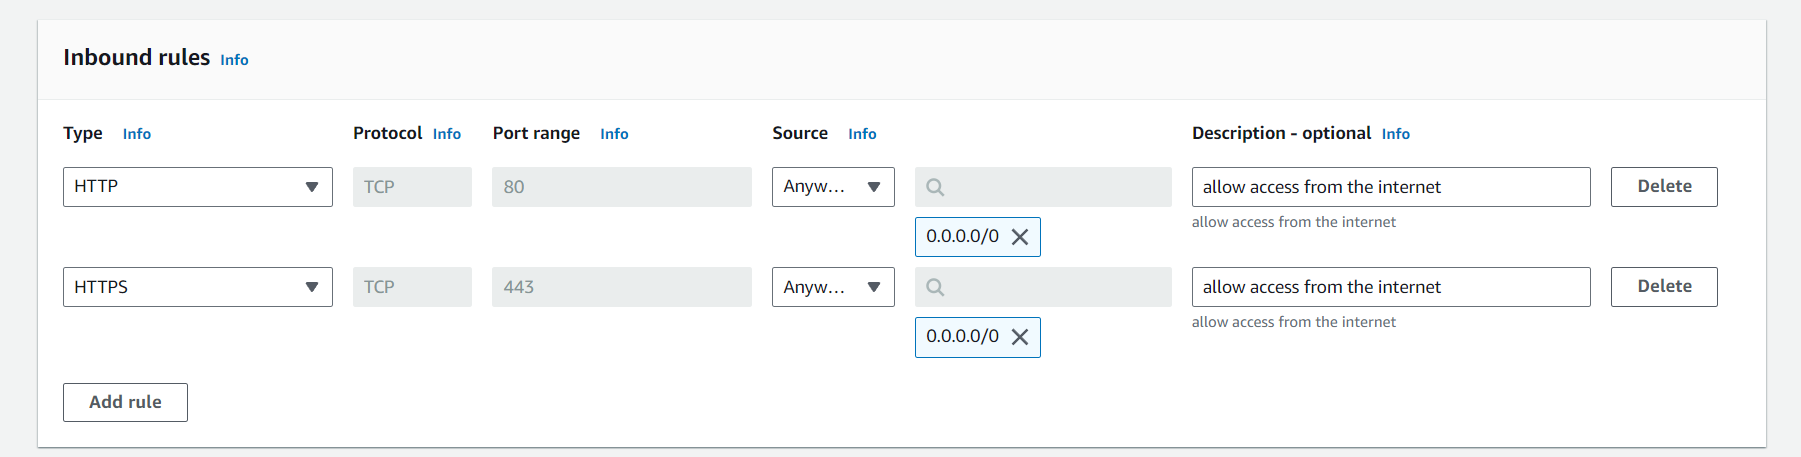 Inbound rules Info
Type Info Protocol Info Port range Info Source Info Description - optional Info
HTTP TCP 80 Anyw... allow access from the internet Delete
allow access from the internet
0.0.0.0/0
HTTPS TCP 443 Anyw... allow access from the internet Delete
allow access from the internet
0.0.0.0/0
Add rule